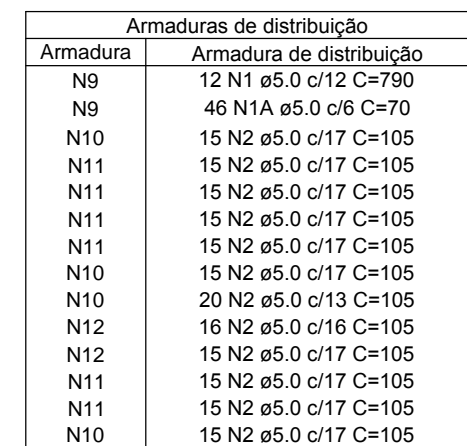 Armaduras de distribuição
Armadura Armadura de distribuição
N9 12 N1 ø5.0 c/12 C=790
N9 46 N1A ø5.0 c/6 C=70
N10 15 N2 ø5.0 c/17 C=105
N11 15 N2 ø5.0 c/17 C=105
N11 15 N2 ø5.0 c/17 C=105
N11 15 N2 ø5.0 c/17 C=105
N11 15 N2 ø5.0 c/17 C=105
N10 15 N2 ø5.0 c/17 C=105
N10 20 N2 ø5.0 c/13 C=105
N12 16 N2 ø5.0 c/16 C=105
N12 15 N2 ø5.0 c/17 C=105
N11 15 N2 ø5.0 c/17 C=105
N11 15 N2 ø5.0 c/17 C=105
N10 15 N2 ø5.0 c/17 C=105